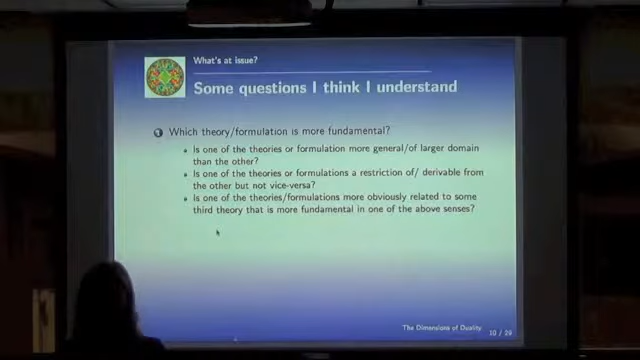 What's at issue?
Some questions I think I understand
1 Which theory/formulation is more fundamental?
• Is one of the theories or formulation more general/of larger domain
than the other?
• Is one of the theories or formulations a restriction of/ derivable from
the other but not vice-versa?
• Is one of the theories/formulations more obviously related to some
third theory that is more fundamental in one of the above senses?
The Dimensions of Duality
10 / 29